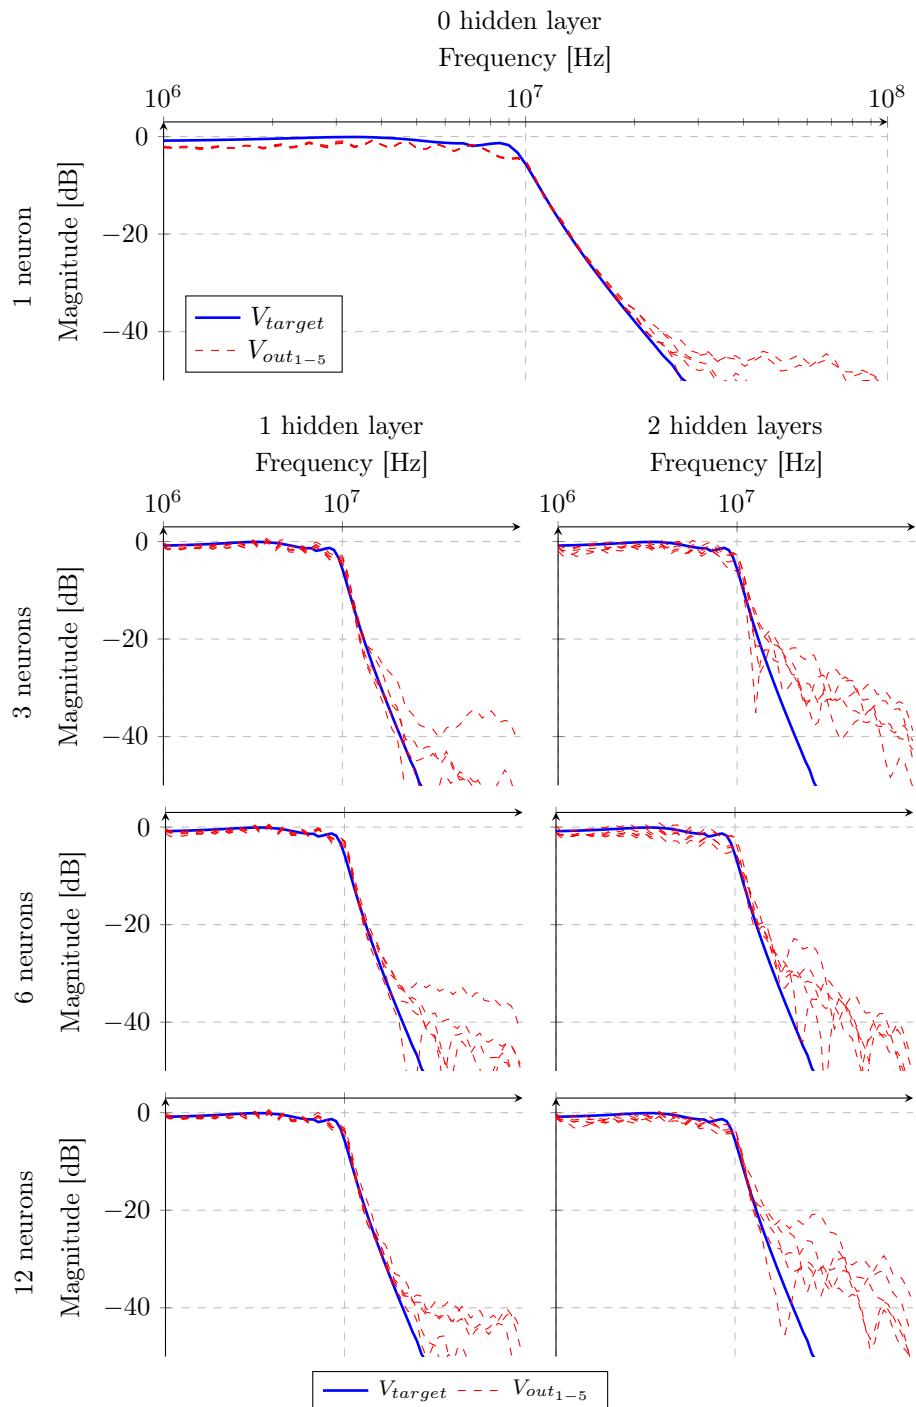 0 hidden layer
Frequency [Hz]
10^6 10^7 10^8
0
−20
−40
1 neuron
Magnitude [dB]
V_target
V_out_1−5
1 hidden layer
Frequency [Hz]
10^6 10^7
2 hidden layers
Frequency [Hz]
10^6 10^7
0
−20
−40
3 neurons
Magnitude [dB]
0
−20
−40
6 neurons
Magnitude [dB]
0
−20
−40
12 neurons
Magnitude [dB]
V_target V_out_1−5